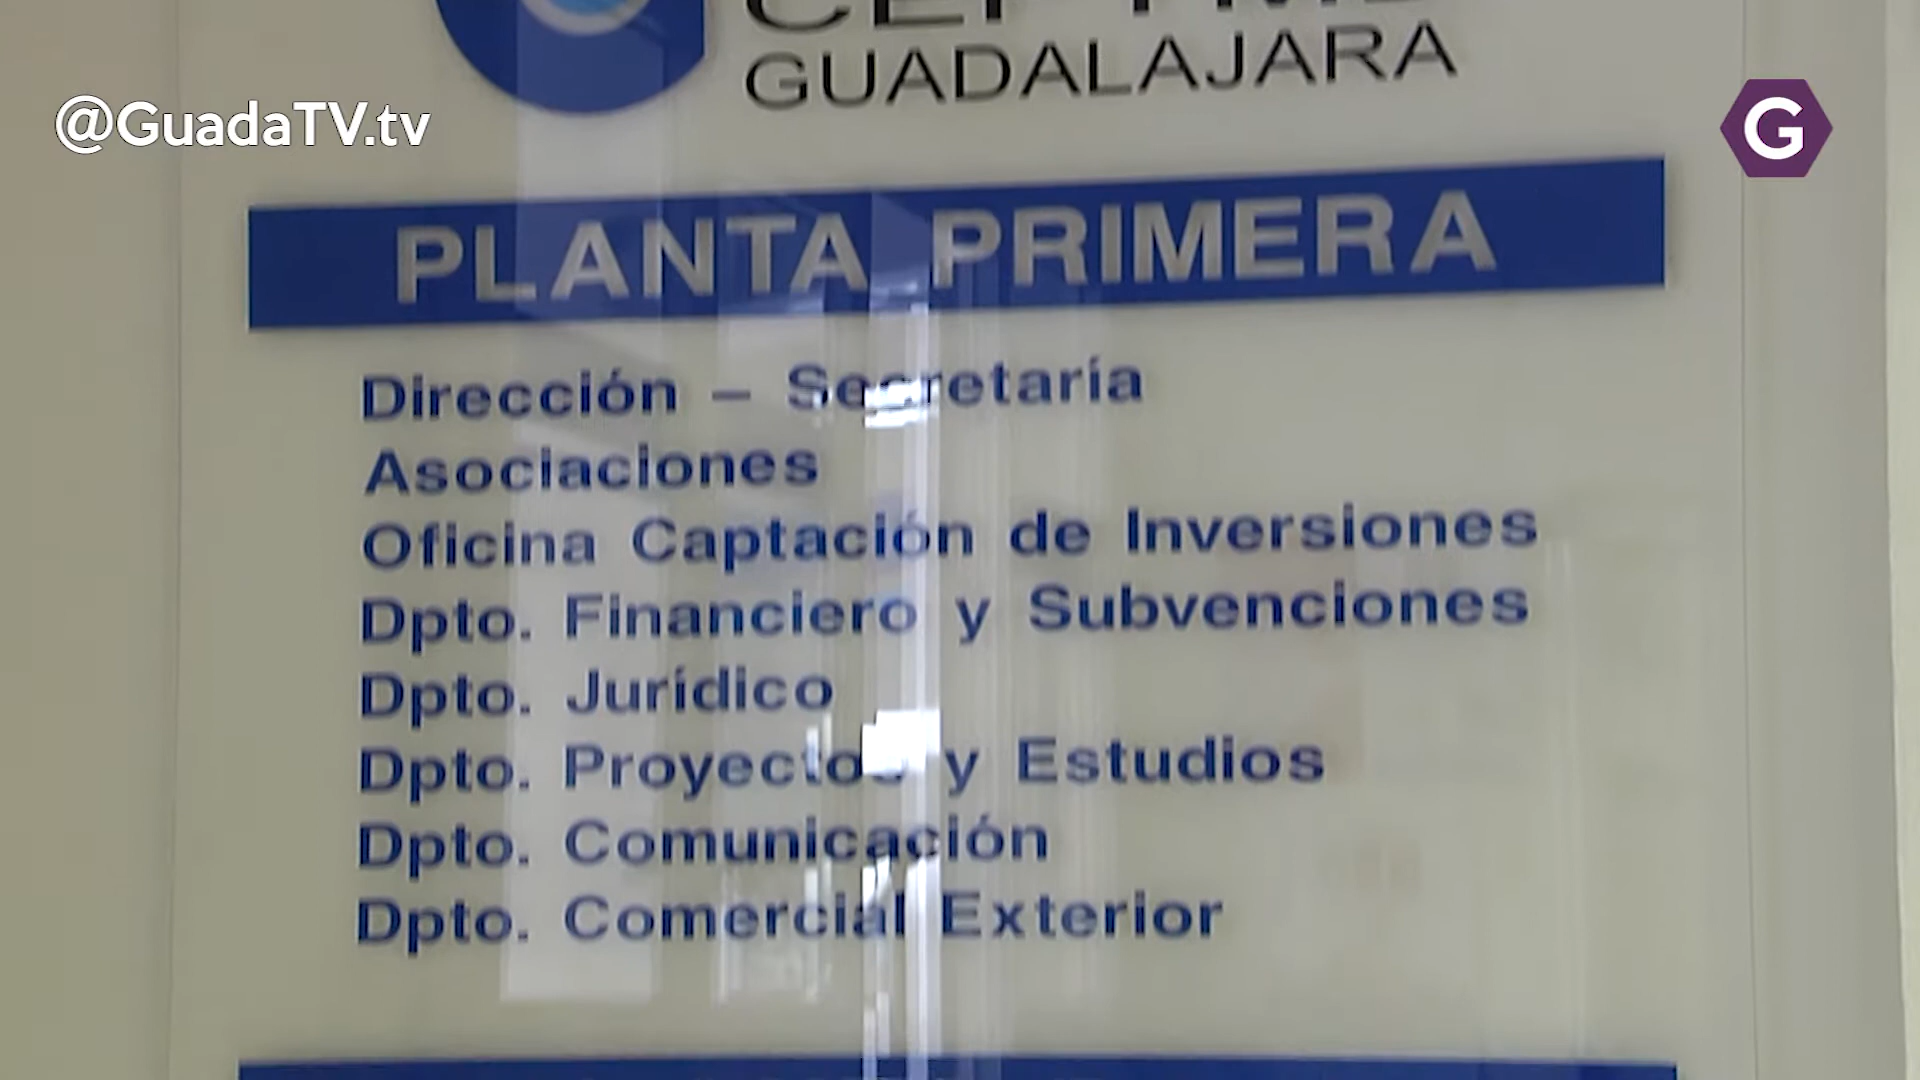 GUADALAJARA
@GuadaTV.tv
G
PLANTA PRIMERA
Dirección – Secretaría
Asociaciones
Oficina Captación de Inversiones
Dpto. Financiero y Subvenciones
Dpto. Jurídico
Dpto. Proyectos y Estudios
Dpto. Comunicación
Dpto. Comercial Exterior